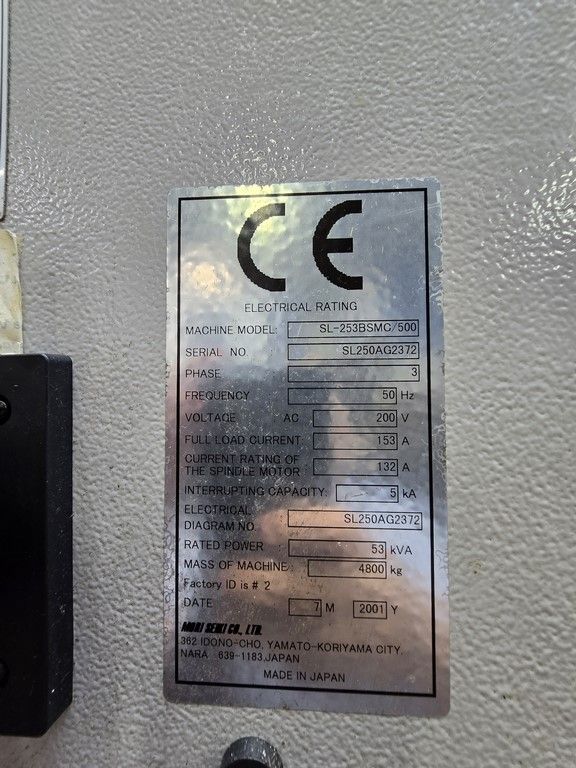 CE
ELECTRICAL RATING
MACHINE MODEL: SL-253BSMC/500
SERIAL NO. SL250AG2372
PHASE 3
FREQUENCY 50 Hz
VOLTAGE AC 200 V
FULL LOAD CURRENT: 153 A
CURRENT RATING OF
THE SPINDLE MOTOR: 132 A
INTERRUPTING CAPACITY: 5 kA
ELECTRICAL
DIAGRAM NO. SL250AG2372
RATED POWER : 53 kVA
MASS OF MACHINE: 4800 kg
Factory ID is # 2
DATE 7 M 2001 Y
MORI SEIKI CO., LTD.
362 IDONO-CHO, YAMATO-KORIYAMA CITY,
NARA 639-1183,JAPAN
MADE IN JAPAN